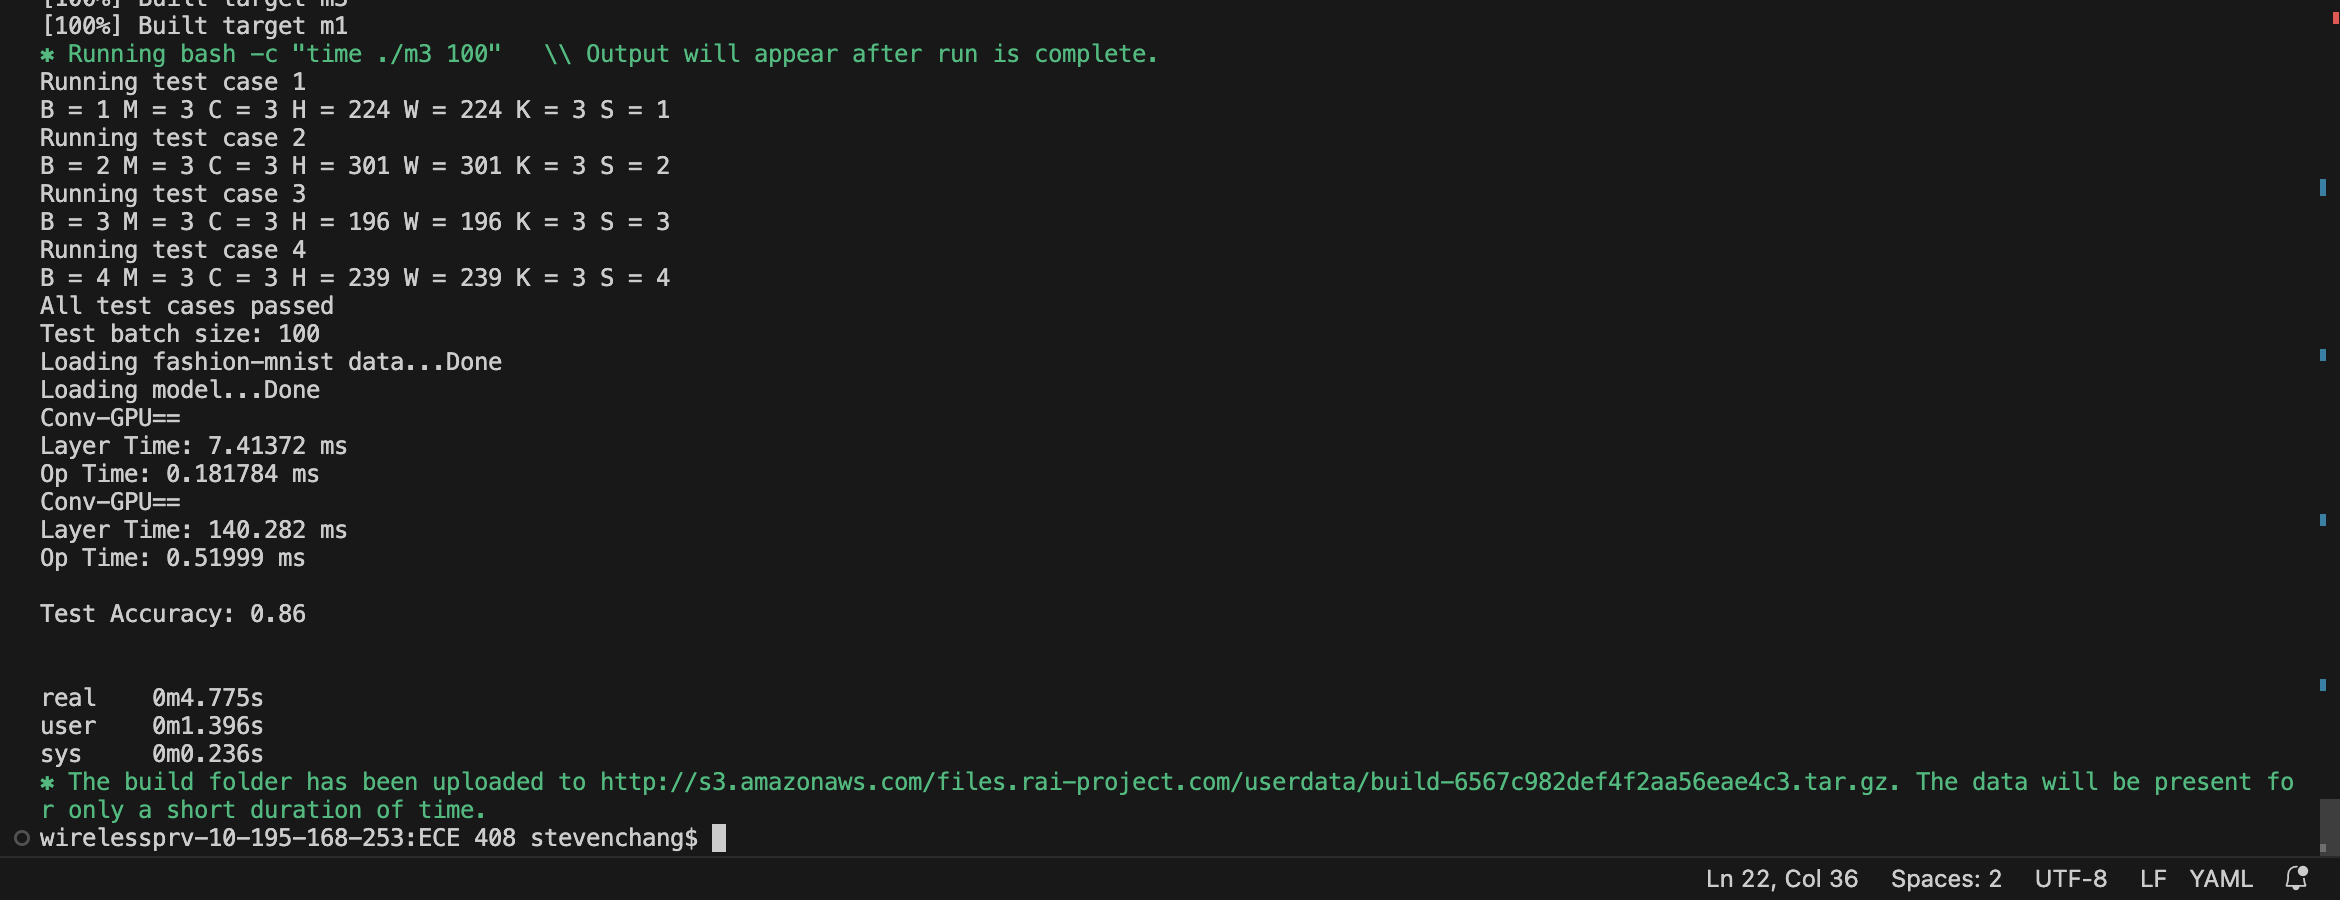 [100%] Built target m3
[100%] Built target m1
✱ Running bash -c "time ./m3 100"   \\ Output will appear after run is complete.
Running test case 1
B = 1 M = 3 C = 3 H = 224 W = 224 K = 3 S = 1
Running test case 2
B = 2 M = 3 C = 3 H = 301 W = 301 K = 3 S = 2
Running test case 3
B = 3 M = 3 C = 3 H = 196 W = 196 K = 3 S = 3
Running test case 4
B = 4 M = 3 C = 3 H = 239 W = 239 K = 3 S = 4
All test cases passed
Test batch size: 100
Loading fashion-mnist data...Done
Loading model...Done
Conv-GPU==
Layer Time: 7.41372 ms
Op Time: 0.181784 ms
Conv-GPU==
Layer Time: 140.282 ms
Op Time: 0.51999 ms
Test Accuracy: 0.86
real    0m4.775s
user    0m1.396s
sys     0m0.236s
✱ The build folder has been uploaded to http://s3.amazonaws.com/files.rai-project.com/userdata/build-6567c982def4f2aa56eae4c3.tar.gz. The data will be present fo
r only a short duration of time.
wirelessprv-10-195-168-253:ECE 408 stevenchang$
Ln 22, Col 36   Spaces: 2   UTF-8   LF   YAML